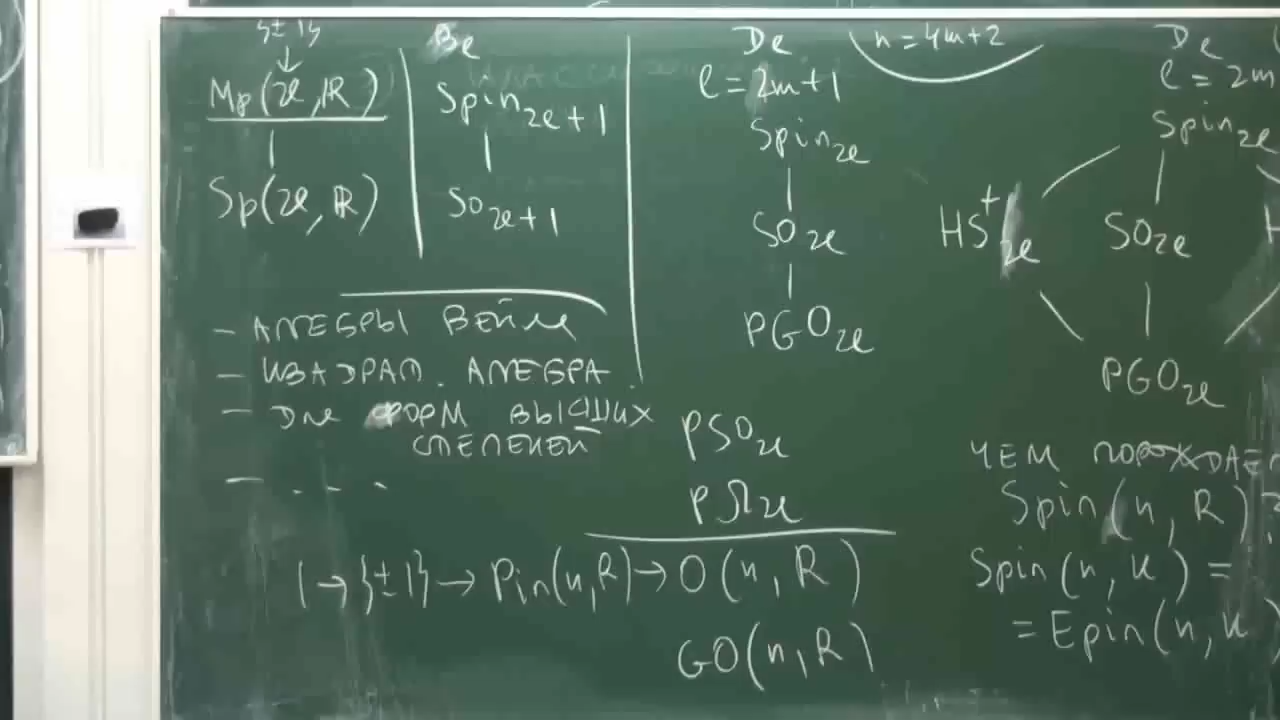 {±1}
↓
Mp(2l, ℝ)
|
Sp(2l, ℝ)
Bl
Spin₂ₗ₊₁
|
SO₂ₗ₊₁
- АЛГЕБРЫ ВЕЙЛЯ
- КВАДРАТ. АЛГЕБРА
- ДЛЯ ФОРМ ВЫСШИХ
СТЕПЕНЕЙ
- . . .
Dl
l = 2m+1
Spin₂ₗ
|
SO₂ₗ
|
PGO₂ₗ
PSO₂ₗ
PΩ₂ₗ
1 → {±1} → Pin(n,R) → O(n,R)
GO(n,R)
n = 4m+2
Dl
l = 2m
Spin₂ₗ
HS⁺₂ₗ SO₂ₗ H
PGO₂ₗ
ЧЕМ ПОРОЖДАЕ
Spin(n, R)?
Spin(n, K) =
= Epin(n, K)